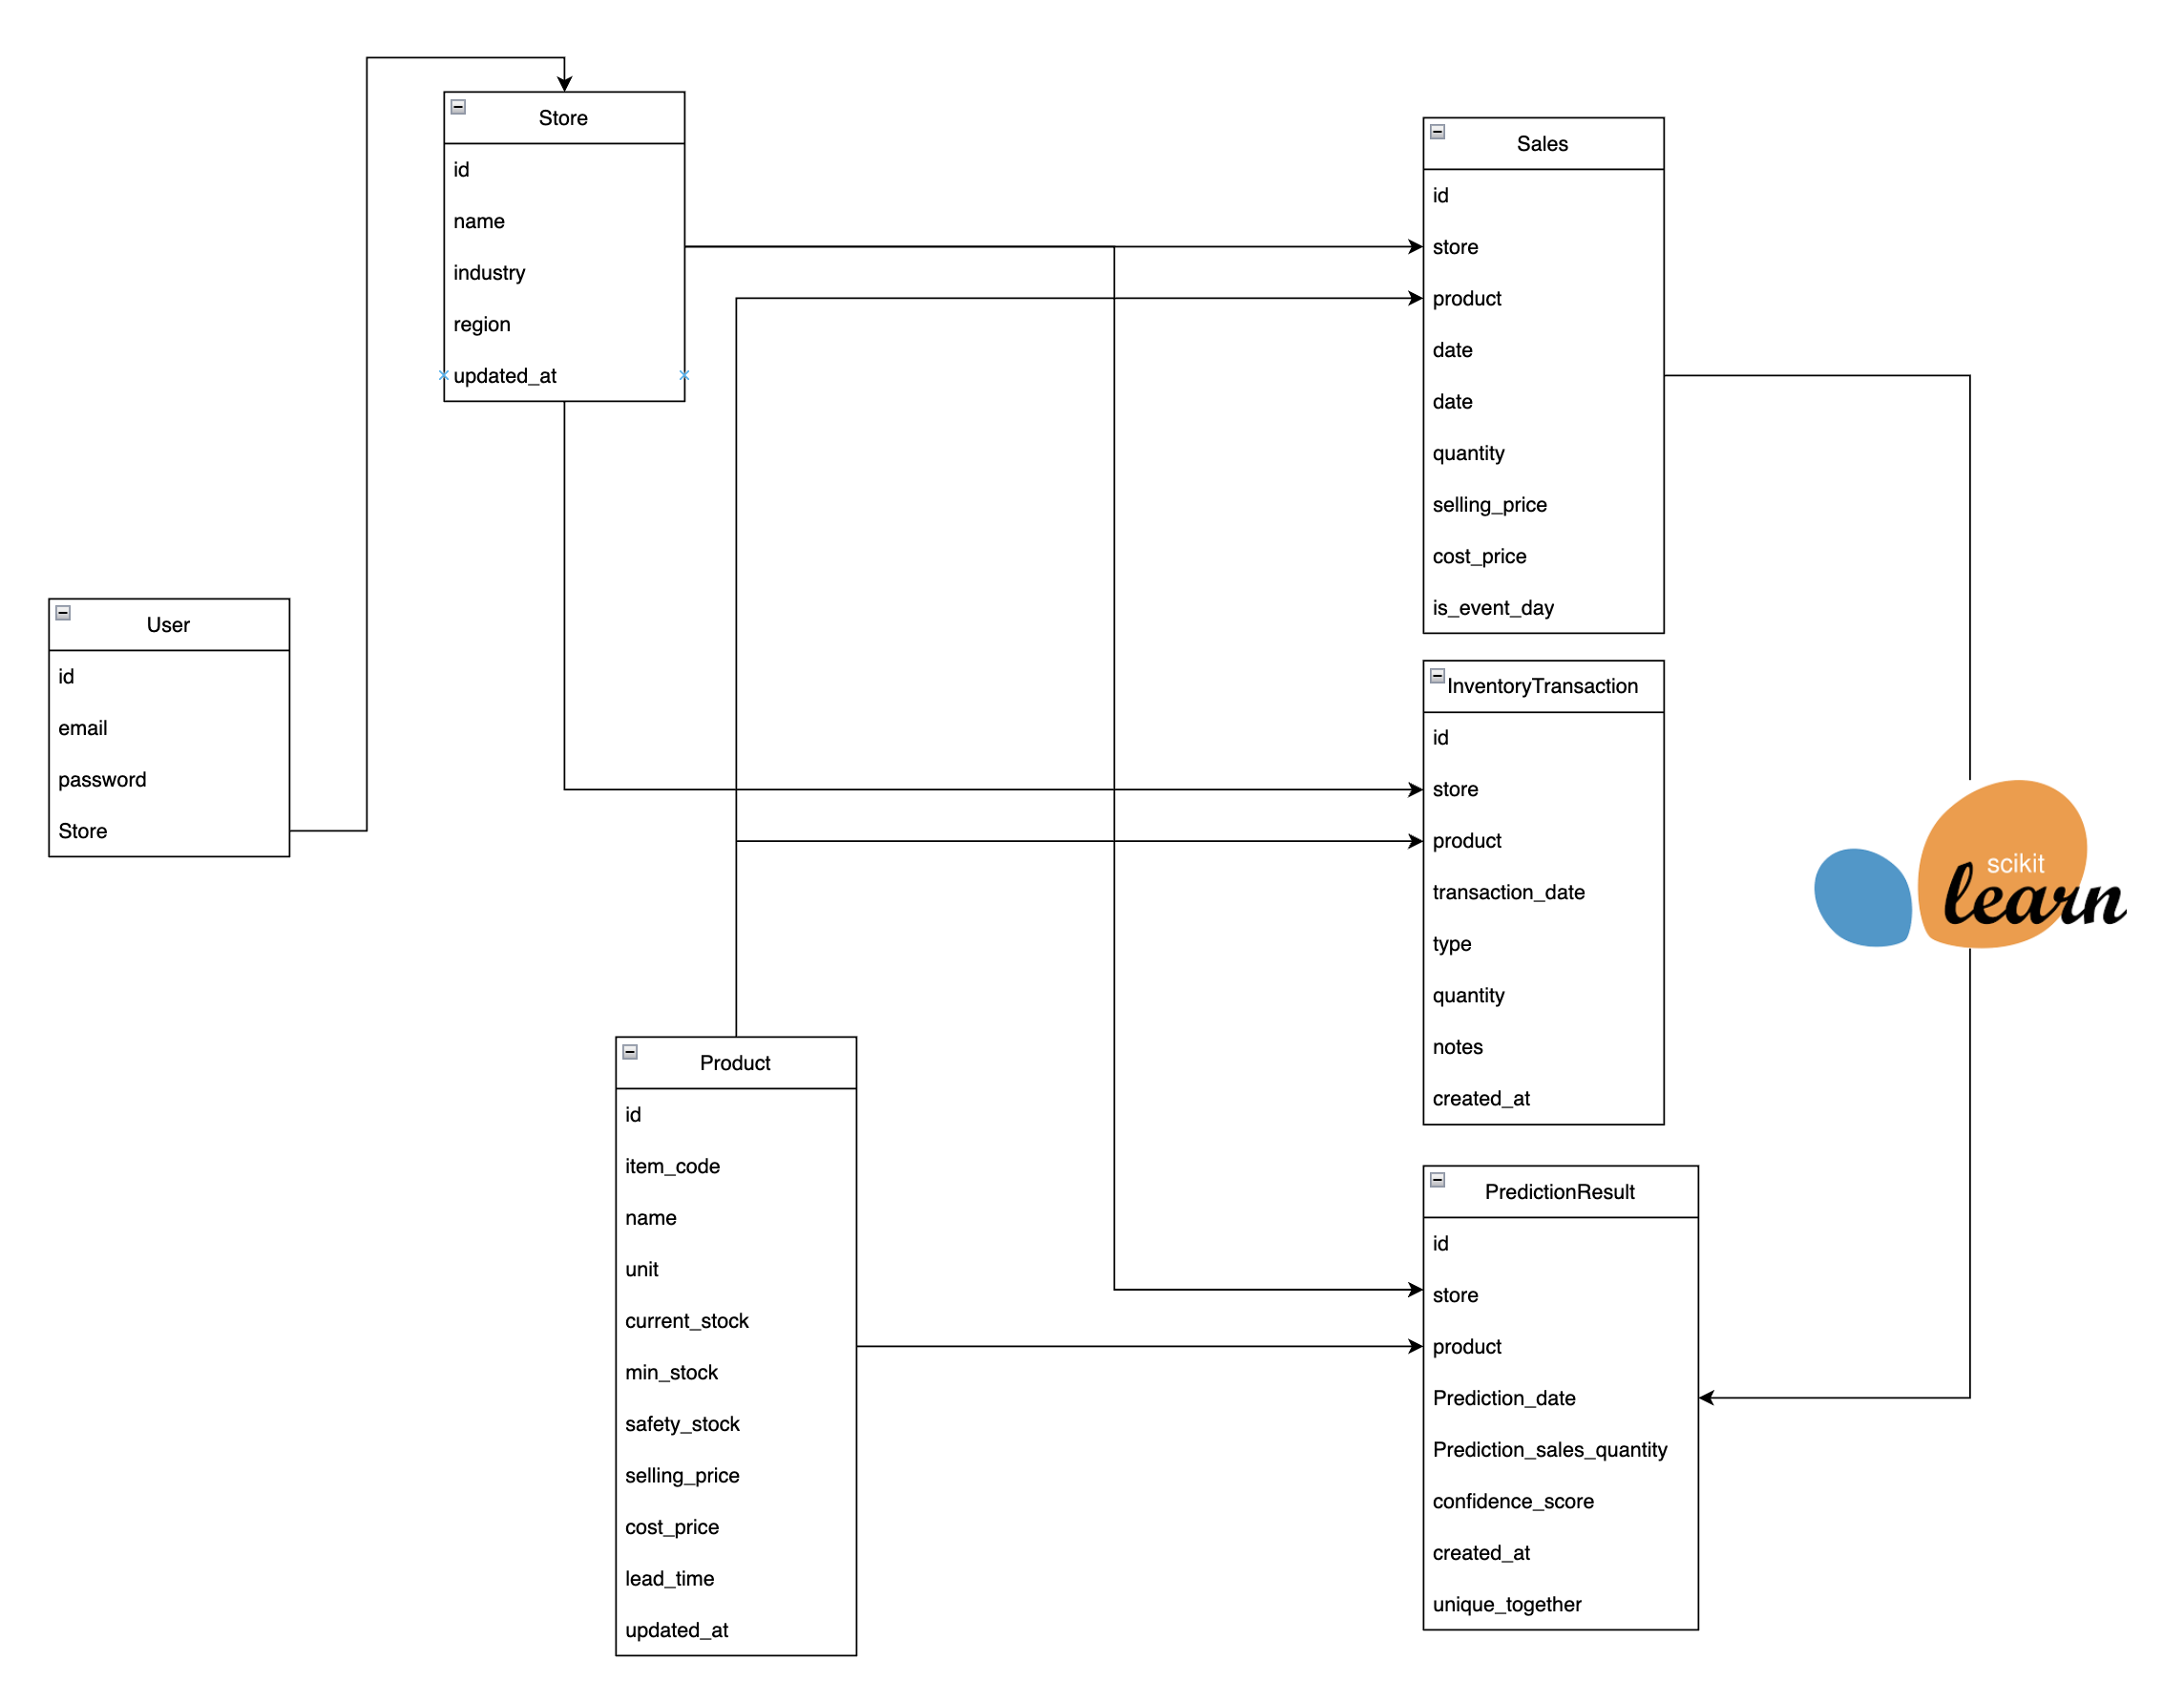 Store
id
name
industry
region
updated_at
User
id
email
password
Store
Product
id
item_code
name
unit
current_stock
min_stock
safety_stock
selling_price
cost_price
lead_time
updated_at
Sales
id
store
product
date
date
quantity
selling_price
cost_price
is_event_day
InventoryTransaction
id
store
product
transaction_date
type
quantity
notes
created_at
PredictionResult
id
store
product
Prediction_date
Prediction_sales_quantity
confidence_score
created_at
unique_together
scikit
learn